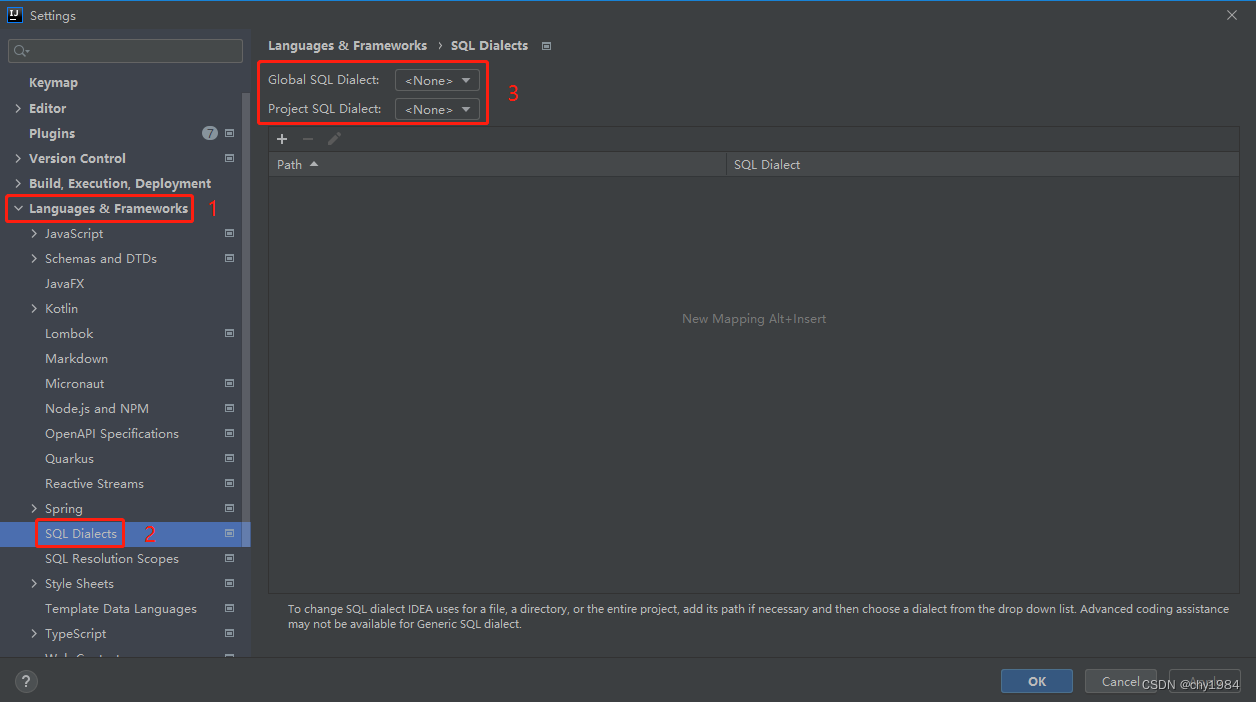 Settings
Keymap
Editor
Plugins 7
Version Control
Build, Execution, Deployment
Languages & Frameworks 1
JavaScript
Schemas and DTDs
JavaFX
Kotlin
Lombok
Markdown
Micronaut
Node.js and NPM
OpenAPI Specifications
Quarkus
Reactive Streams
Spring
SQL Dialects 2
SQL Resolution Scopes
Style Sheets
Template Data Languages
TypeScript
Languages & Frameworks › SQL Dialects
Global SQL Dialect: <None>
Project SQL Dialect: <None>
3
Path SQL Dialect
New Mapping Alt+Insert
To change SQL dialect IDEA uses for a file, a directory, or the entire project, add its path if necessary and then choose a dialect from the drop down list. Advanced coding assistance
may not be available for Generic SQL dialect.
?
OK Cancel
CSDN @chy1984